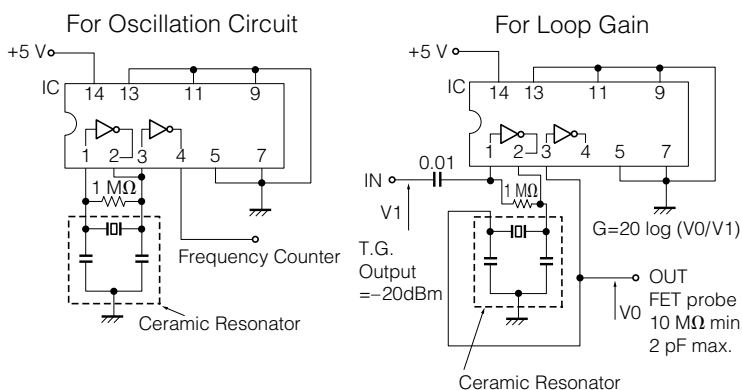 For Oscillation Circuit
+5 V
IC
14 13 11 9
1 2 3 4 5 7
1 MΩ
Frequency Counter
Ceramic Resonator
For Loop Gain
+5 V
IC
14 13 11 9
1 2 3 4 5 7
0.01
IN
1 MΩ
V1
G=20 log (V0/V1)
T.G.
Output
=−20dBm
OUT
V0
FET probe
10 MΩ min
2 pF max.
Ceramic Resonator